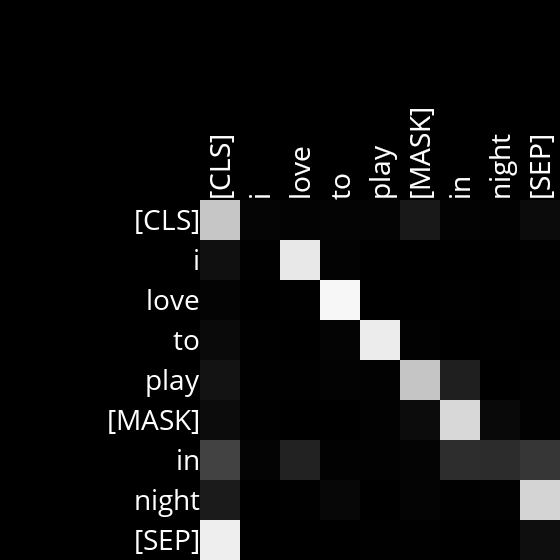 [CLS] i love to play [MASK] in night [SEP]
[CLS]
i
love
to
play
[MASK]
in
night
[SEP]